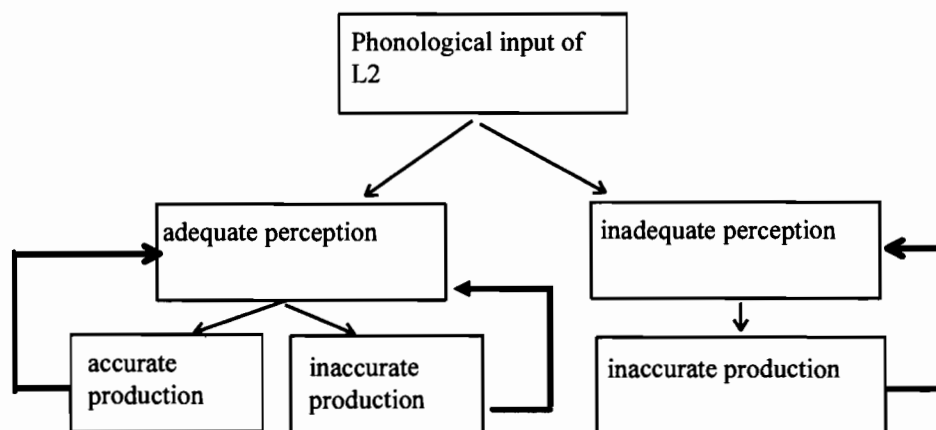 Phonological input of
L2
adequate perception
inadequate perception
accurate
production
inaccurate
production
inaccurate production